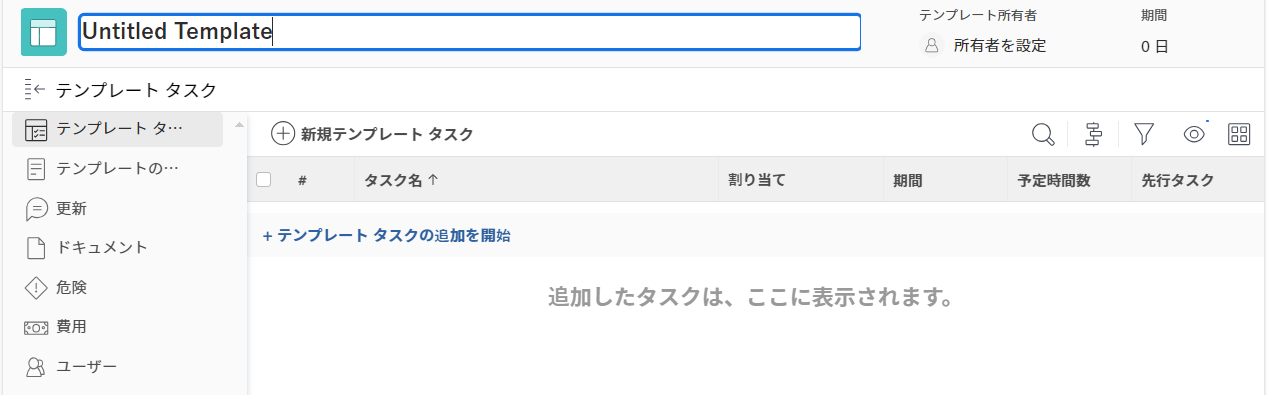 Untitled Template
テンプレート所有者
所有者を設定
期間
0 日
テンプレート タスク
テンプレート タ…
テンプレートの…
更新
ドキュメント
危険
費用
ユーザー
新規テンプレート タスク
# タスク名 ↑ 割り当て 期間 予定時間数 先行タスク
+ テンプレート タスクの追加を開始
追加したタスクは、ここに表示されます。